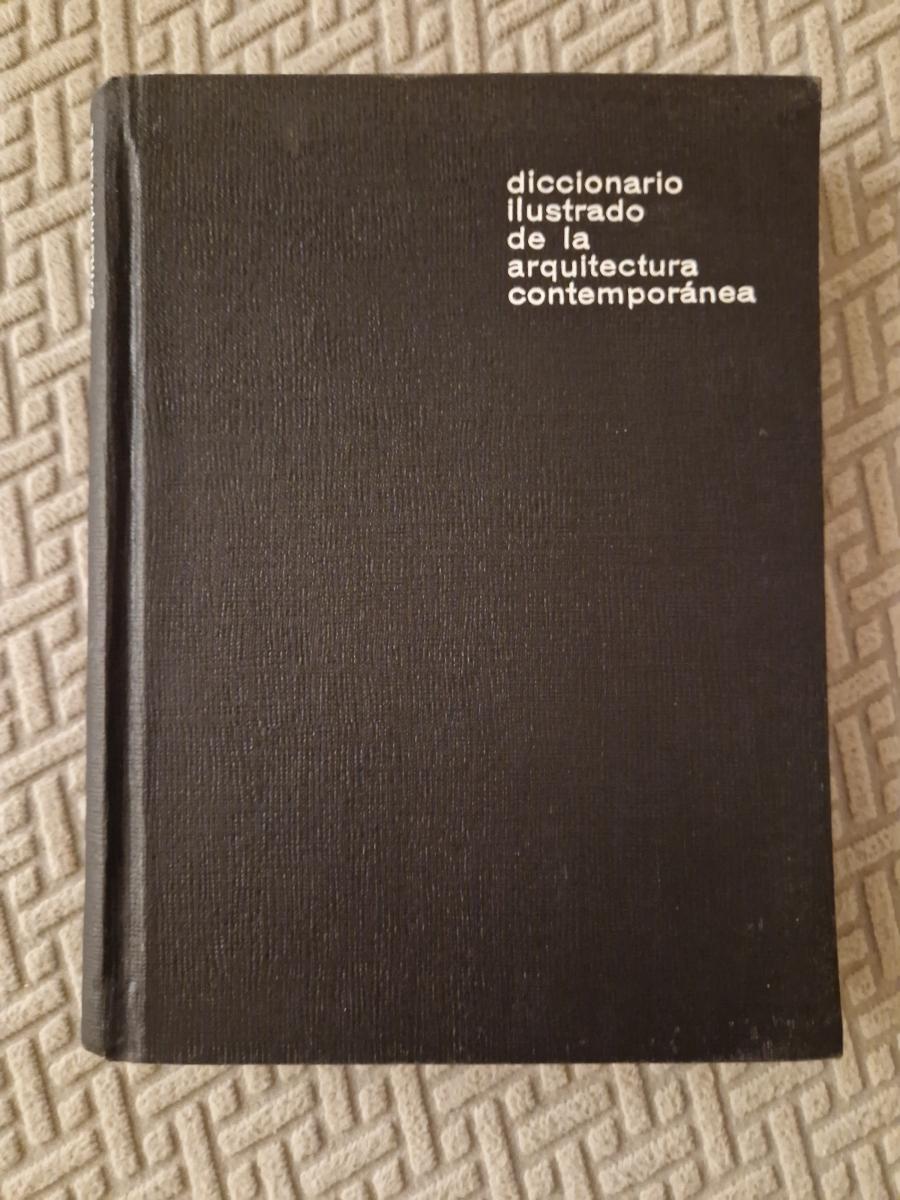 diccionario
ilustrado
de la
arquitectura
contemporánea